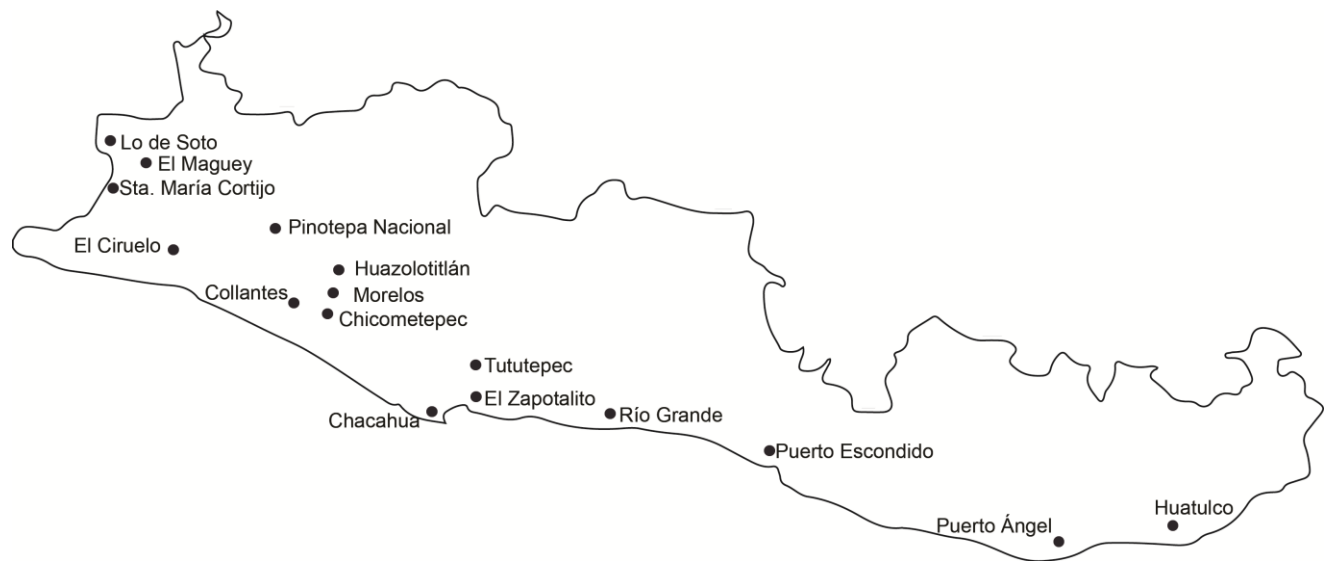 Lo de Soto
El Maguey
Sta. María Cortijo
Pinotepa Nacional
El Ciruelo
Huazolotitlán
Collantes
Morelos
Chicometepec
Tututepec
El Zapotalito
Chacahua
Río Grande
Puerto Escondido
Huatulco
Puerto Ángel